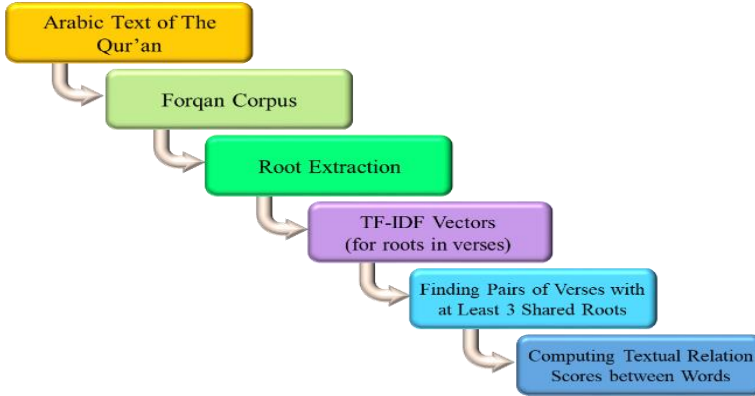 Arabic Text of The
Qur’an
Forqan Corpus
Root Extraction
TF-IDF Vectors
(for roots in verses)
Finding Pairs of Verses with
at Least 3 Shared Roots
Computing Textual Relation
Scores between Words